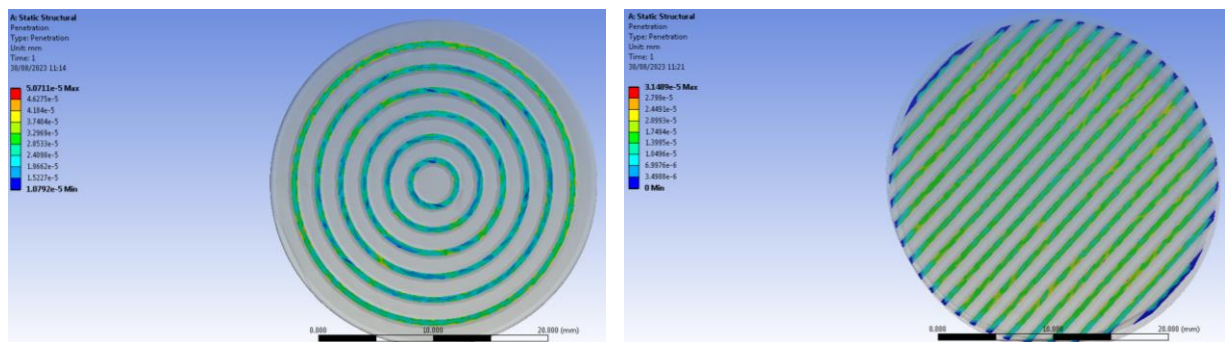 A: Static Structural
Penetration
Type: Penetration
Unit: mm
Time: 1
30/08/2023 11:14
5.0711e-5 Max
4.6275e-5
4.184e-5
3.7404e-5
3.2969e-5
2.8533e-5
2.4098e-5
1.9662e-5
1.5227e-5
1.0792e-5 Min
0.000
10.000
20.000 (mm)
A: Static Structural
Penetration
Type: Penetration
Unit: mm
Time: 1
30/08/2023 11:21
3.1489e-5 Max
2.799e-5
2.4491e-5
2.0993e-5
1.7494e-5
1.3995e-5
1.0496e-5
6.9976e-6
3.4988e-6
0 Min
0.000
10.000
20.000 (mm)